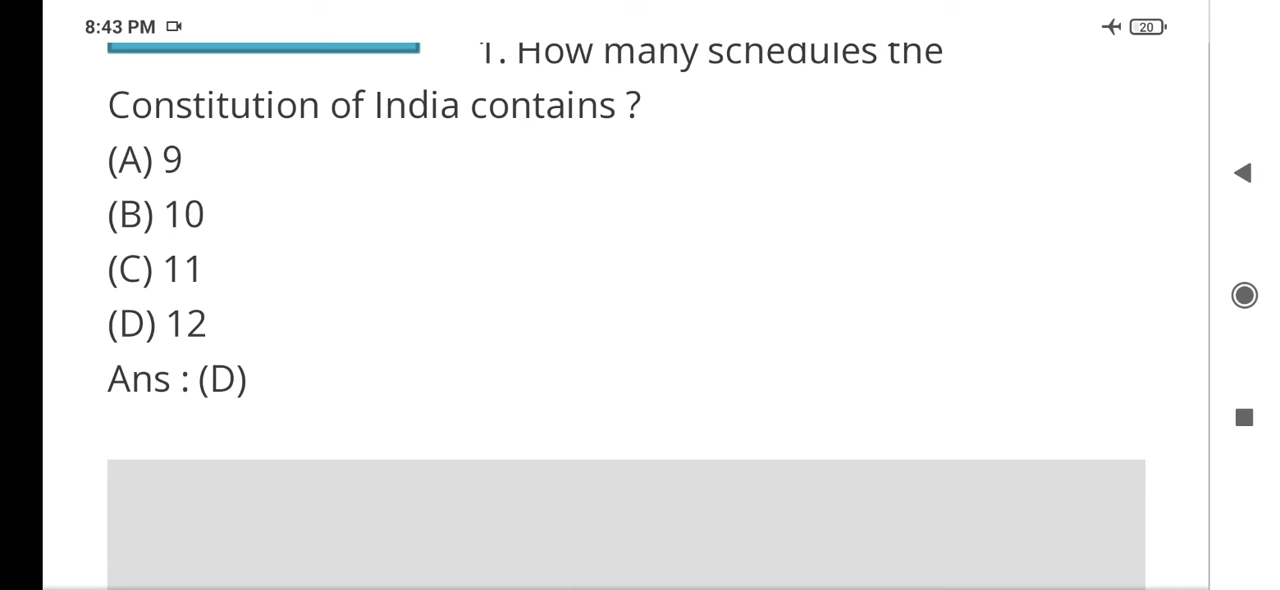 8:43 PM
20
1. How many schedules the
Constitution of India contains ?
(A) 9
(B) 10
(C) 11
(D) 12
Ans : (D)